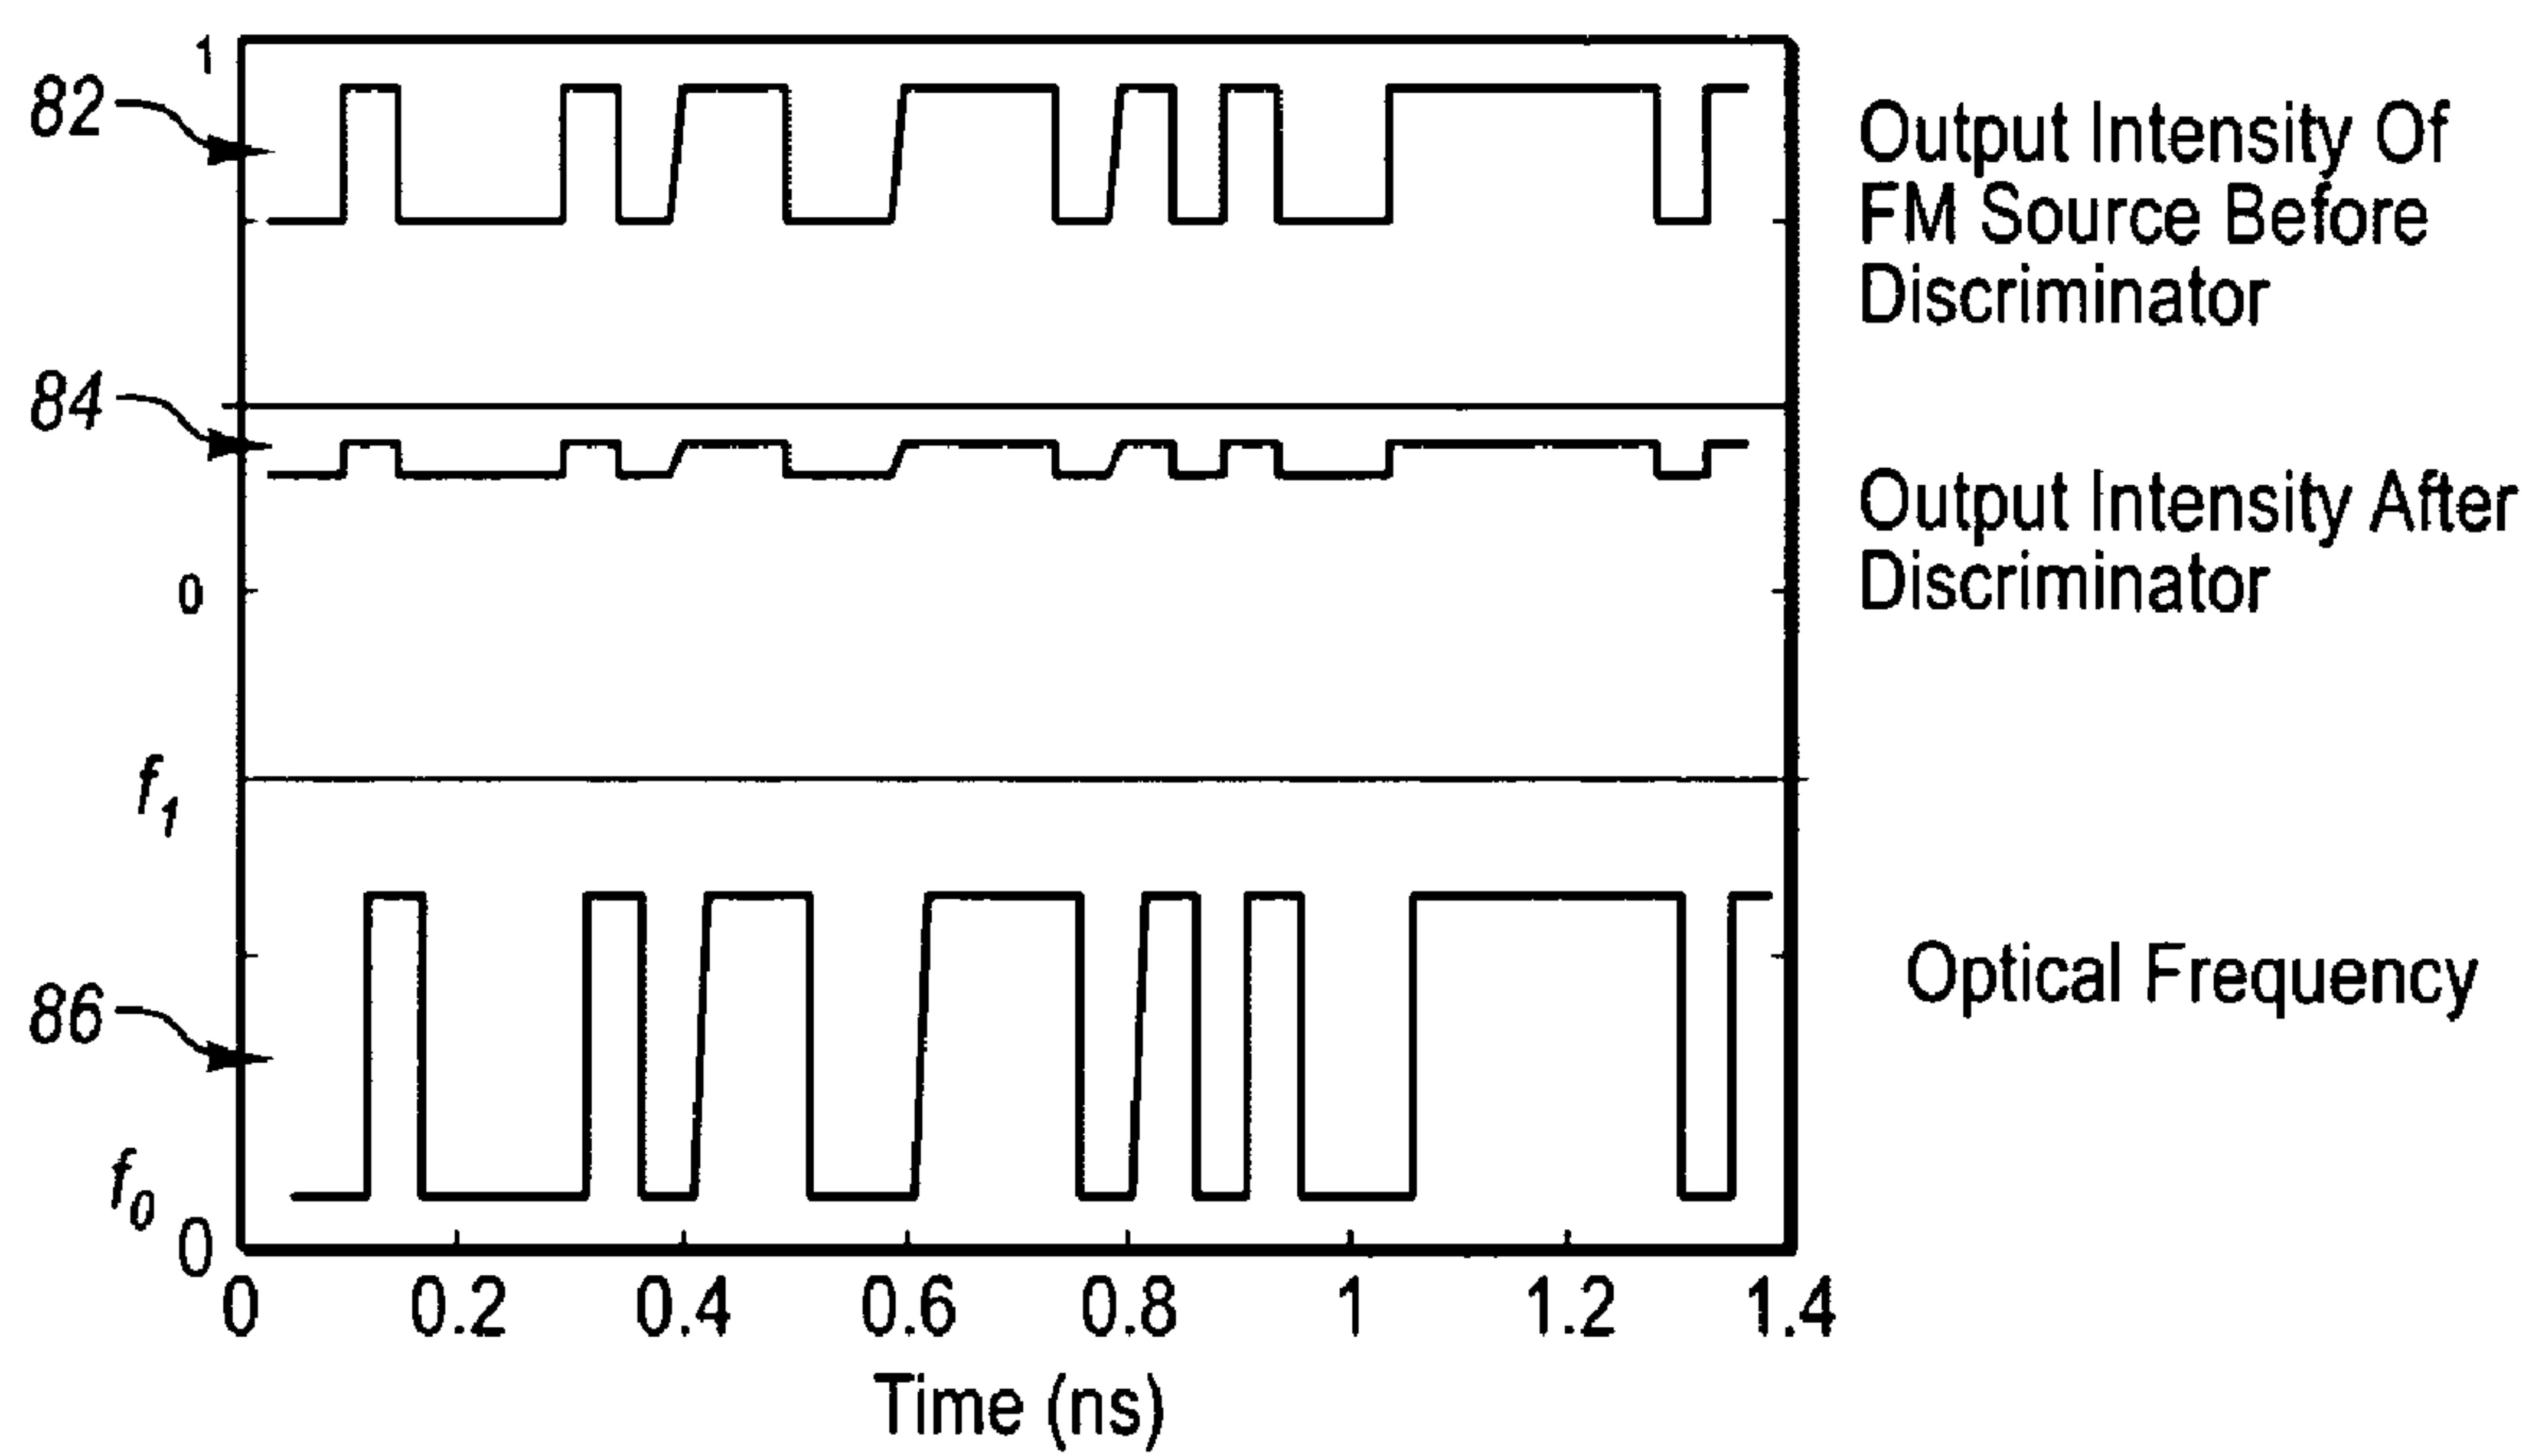 1
82
Output Intensity Of
FM Source Before
Discriminator
84
Output Intensity After
Discriminator
0
f1
86
Optical Frequency
f0
0
0 0.2 0.4 0.6 0.8 1 1.2 1.4
Time (ns)